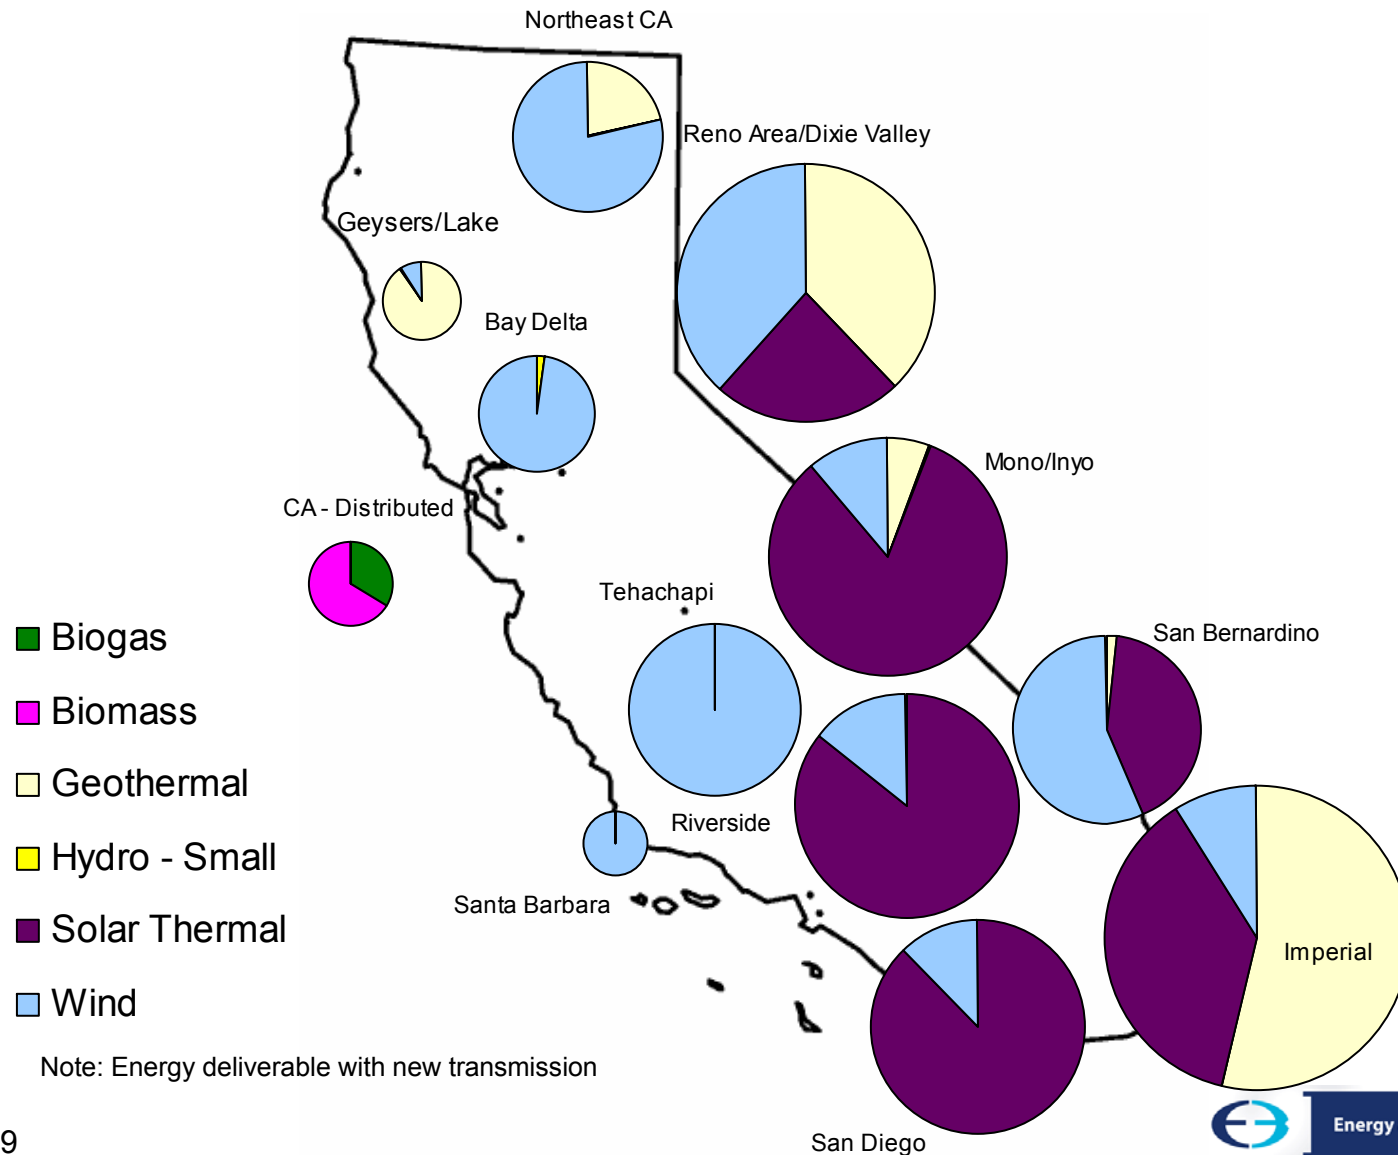 Northeast CA
Reno Area/Dixie Valley
Geysers/Lake
Bay Delta
Mono/Inyo
CA - Distributed
Tehachapi
San Bernardino
Biogas
Biomass
Geothermal
Hydro - Small
Solar Thermal
Wind
Riverside
Santa Barbara
Imperial
Note: Energy deliverable with new transmission
San Diego
Energy
9